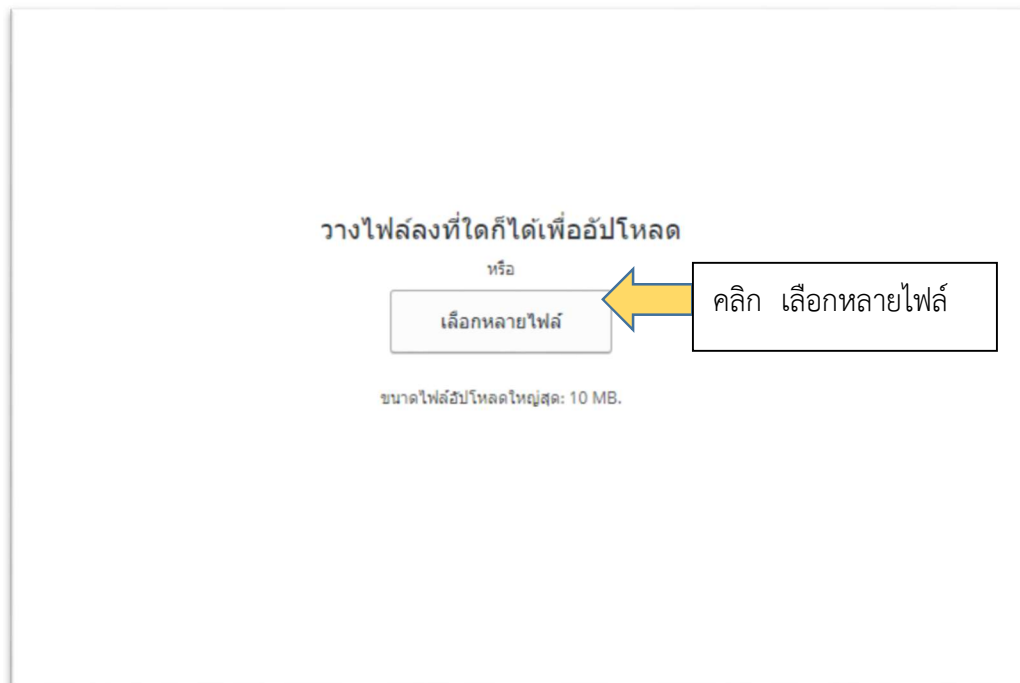 วางไฟล์ลงที่ใดก็ได้เพื่ออัปโหลด
หรือ
เลือกหลายไฟล์
คลิก เลือกหลายไฟล์
ขนาดไฟล์อัปโหลดใหญ่สุด: 10 MB.